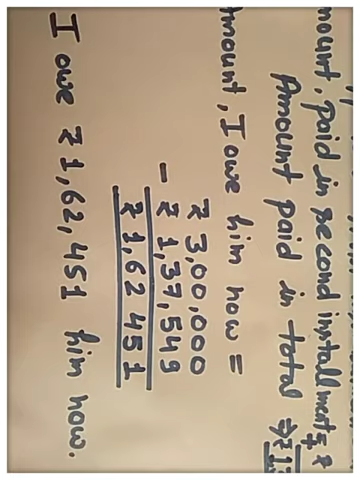 mount, paid in second installment = ₹
Amount paid in total ⇒ ₹ 1
Amount, I owe him now =
₹ 3,00,000
- ₹ 1,37,549
₹ 1,62 451
I owe ₹ 1,62,451 him now.